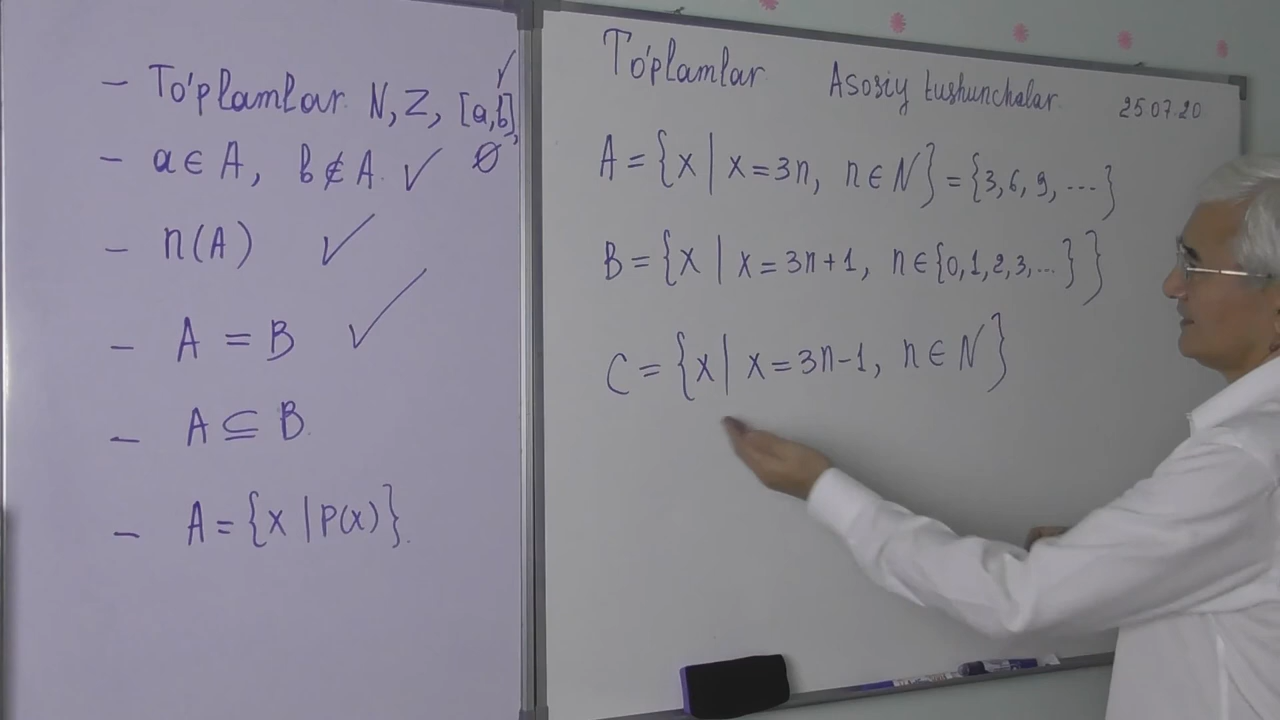 – To'plamlar N, Z, [a,b], ✓
∅
– a ∈ A, b ∉ A. ✓
– n(A) ✓
– A = B ✓
– A ⊆ B.
– A = {x | P(x)}.
To'plamlar Asosiy tushunchalar. 25.07.20
A = {x | x = 3n, n ∈ N} = {3, 6, 9, ...}
B = {x | x = 3n+1, n ∈ {0, 1, 2, 3, ...}}
C = {x | x = 3n-1, n ∈ N}